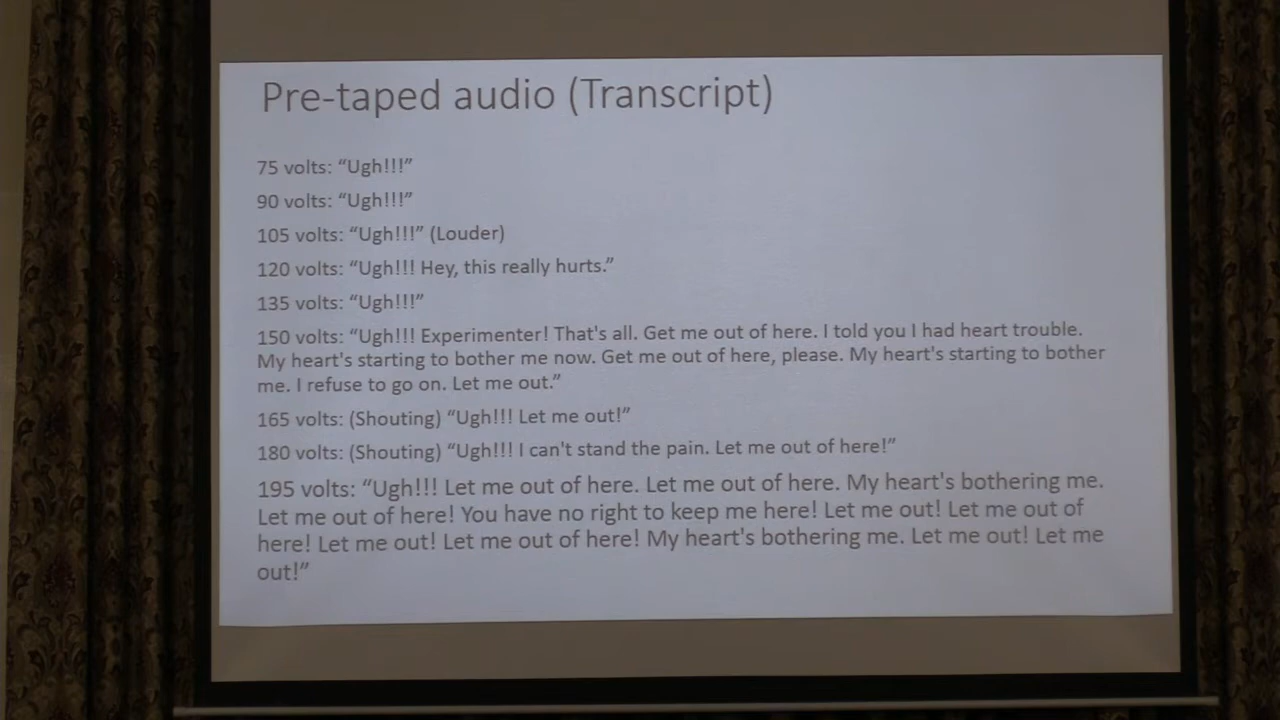 Pre-taped audio (Transcript)
75 volts: “Ugh!!!”
90 volts: “Ugh!!!”
105 volts: “Ugh!!!” (Louder)
120 volts: “Ugh!!! Hey, this really hurts.”
135 volts: “Ugh!!!”
150 volts: “Ugh!!! Experimenter! That's all. Get me out of here. I told you I had heart trouble.
My heart's starting to bother me now. Get me out of here, please. My heart's starting to bother
me. I refuse to go on. Let me out.”
165 volts: (Shouting) “Ugh!!! Let me out!”
180 volts: (Shouting) “Ugh!!! I can't stand the pain. Let me out of here!”
195 volts: “Ugh!!! Let me out of here. Let me out of here. My heart's bothering me.
Let me out of here! You have no right to keep me here! Let me out! Let me out of
here! Let me out! Let me out of here! My heart's bothering me. Let me out! Let me
out!”